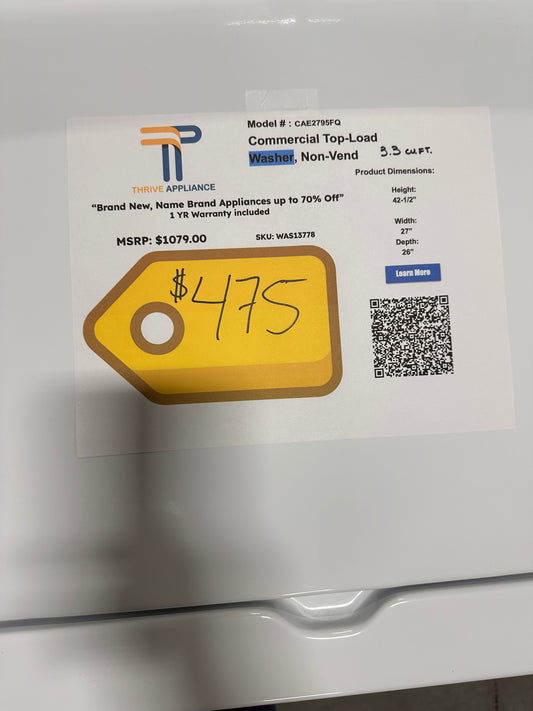 Model # : CAE2795FQ
Commercial Top-Load
Washer, Non-Vend 3.3 CU.FT.
THRIVE APPLIANCE
Product Dimensions:
"Brand New, Name Brand Appliances up to 70% Off"
1 YR Warranty included
Height:
42-1/2"
MSRP: $1079.00 SKU: WAS13778
Width:
27"
Depth:
26"
Learn More
$475